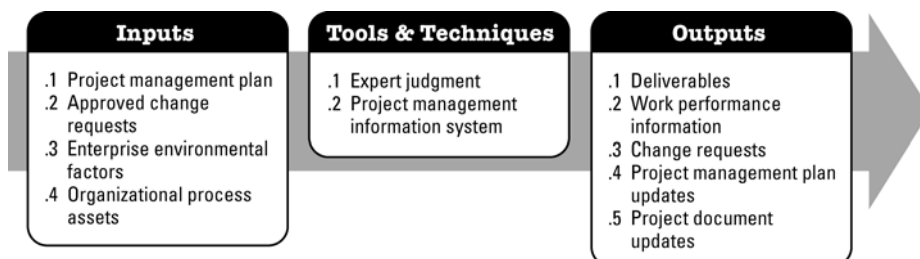 Inputs
.1 Project management plan
.2 Approved change
requests
.3 Enterprise environmental
factors
.4 Organizational process
assets
Tools & Techniques
.1 Expert judgment
.2 Project management
information system
Outputs
.1 Deliverables
.2 Work performance
information
.3 Change requests
.4 Project management plan
updates
.5 Project document
updates